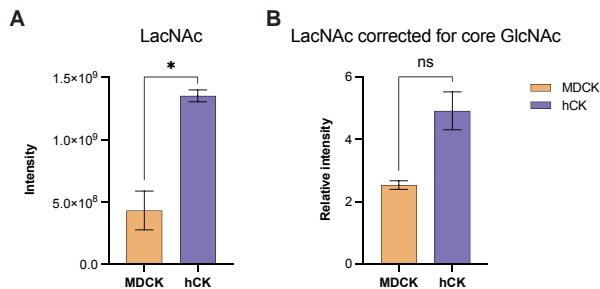 A
LacNAc
*
Intensity
1.5×10⁹
1.0×10⁹
5.0×10⁸
0.0
MDCK hCK
B
LacNAc corrected for core GlcNAc
ns
Relative intensity
6
4
2
0
MDCK hCK
MDCK
hCK